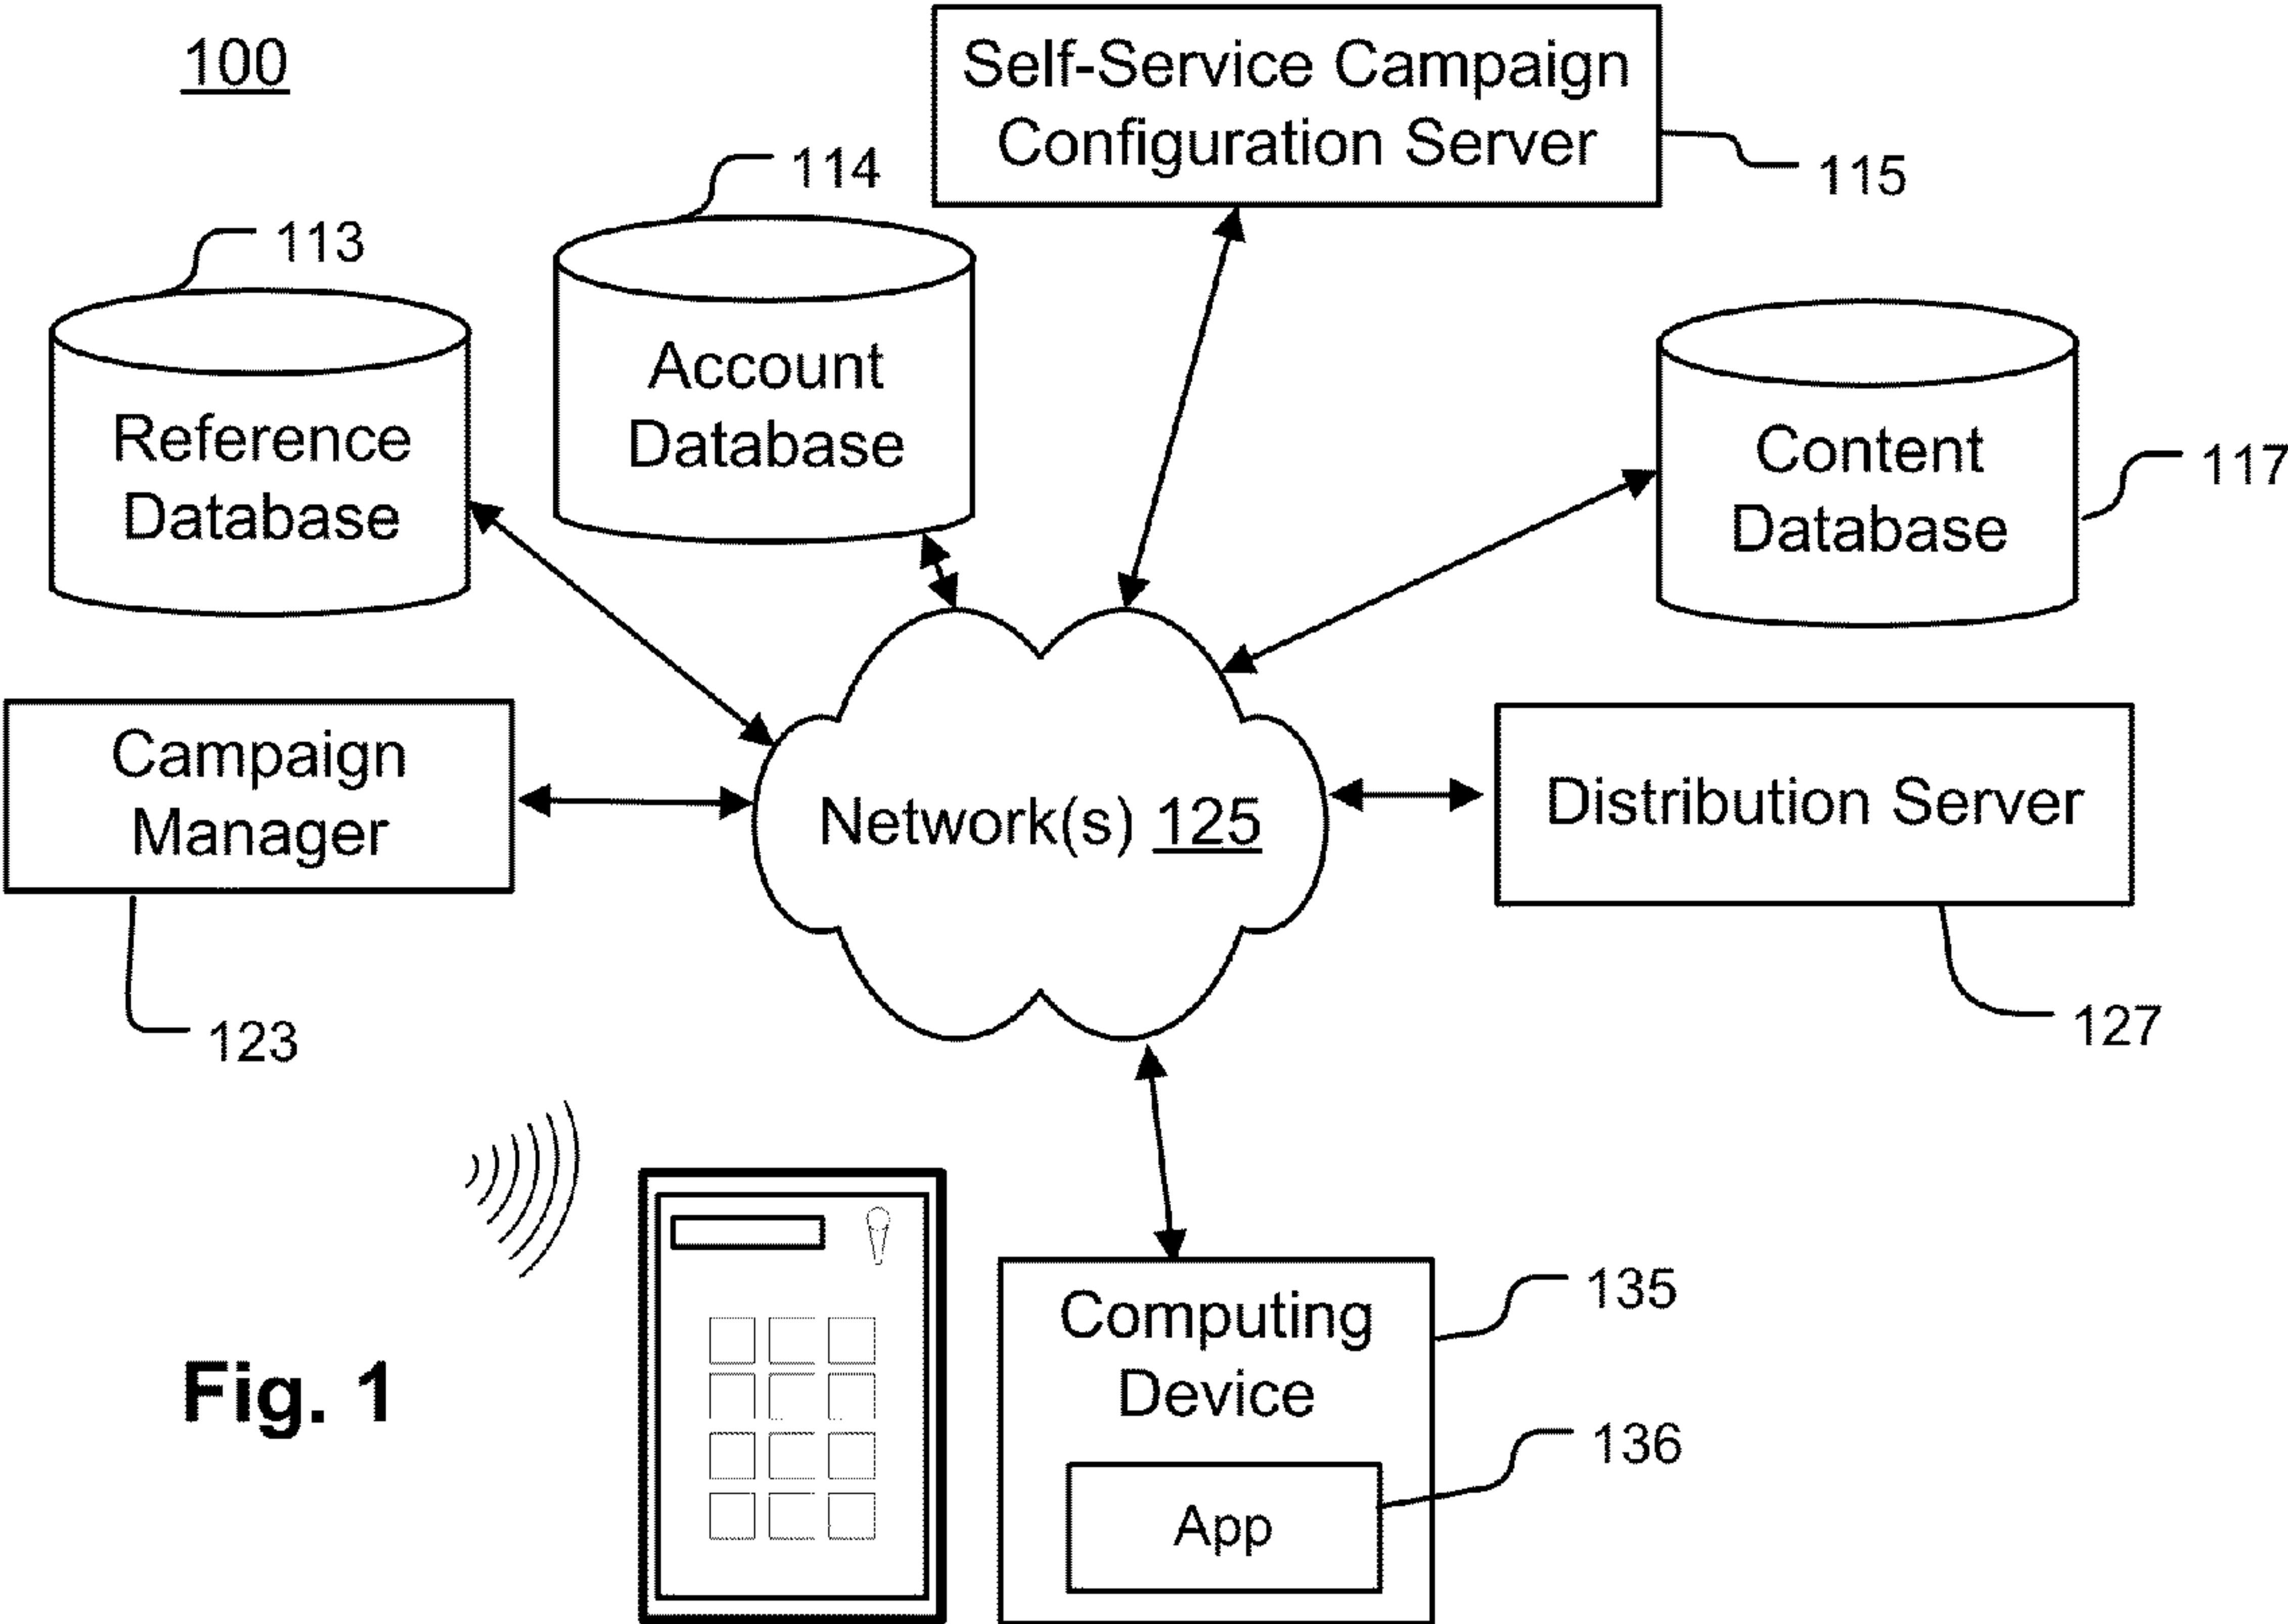 100
Self-Service Campaign
Configuration Server
115
114
113
Account
Database
Reference
Database
Content
Database
117
Campaign
Manager
Network(s) 125
Distribution Server
123
127
Computing
Device
135
136
App
Fig. 1